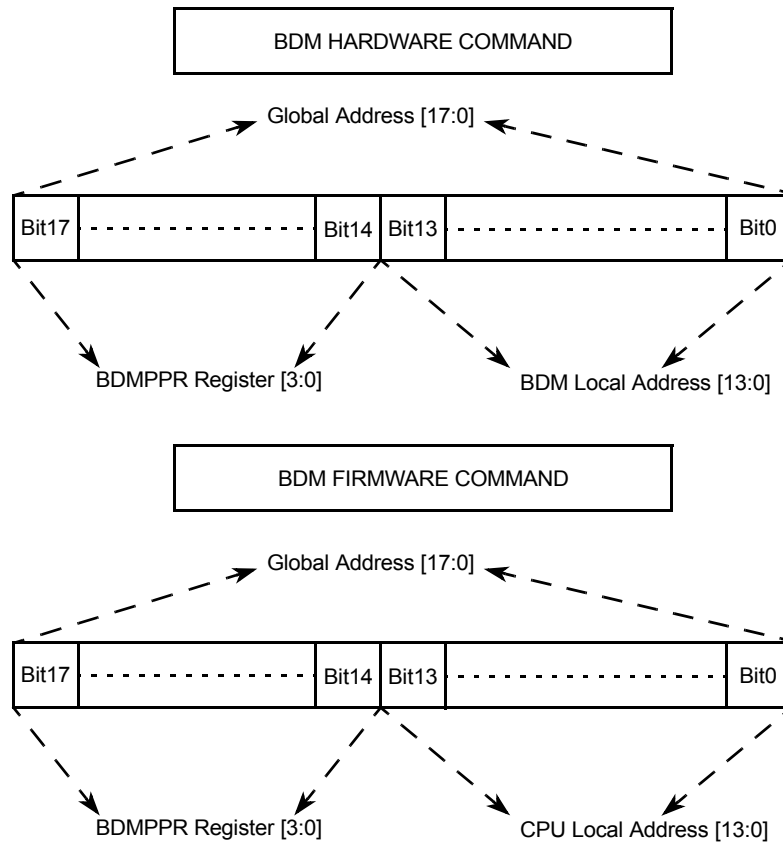 BDM HARDWARE COMMAND
Global Address [17:0]
Bit17 Bit14 Bit13 Bit0
BDMPPR Register [3:0] BDM Local Address [13:0]
BDM FIRMWARE COMMAND
Global Address [17:0]
Bit17 Bit14 Bit13 Bit0
BDMPPR Register [3:0] CPU Local Address [13:0]